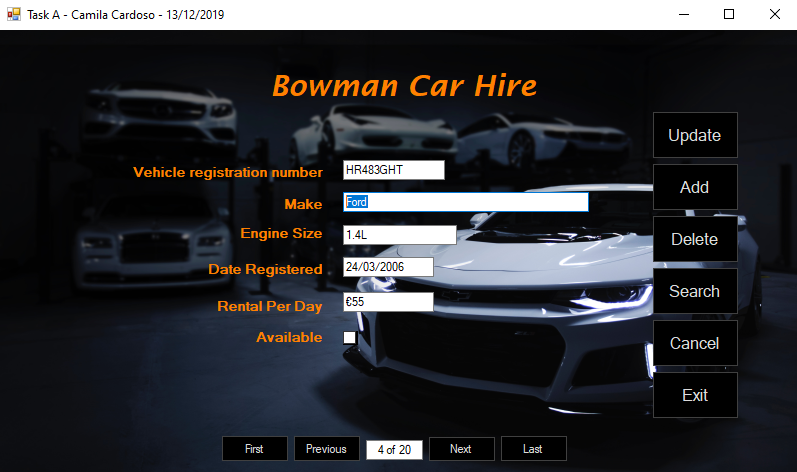 Task A - Camila Cardoso - 13/12/2019
Bowman Car Hire
Vehicle registration number HR483GHT
Make Ford
Engine Size 1.4L
Date Registered 24/03/2006
Rental Per Day €55
Available
Update
Add
Delete
Search
Cancel
Exit
First Previous 4 of 20 Next Last